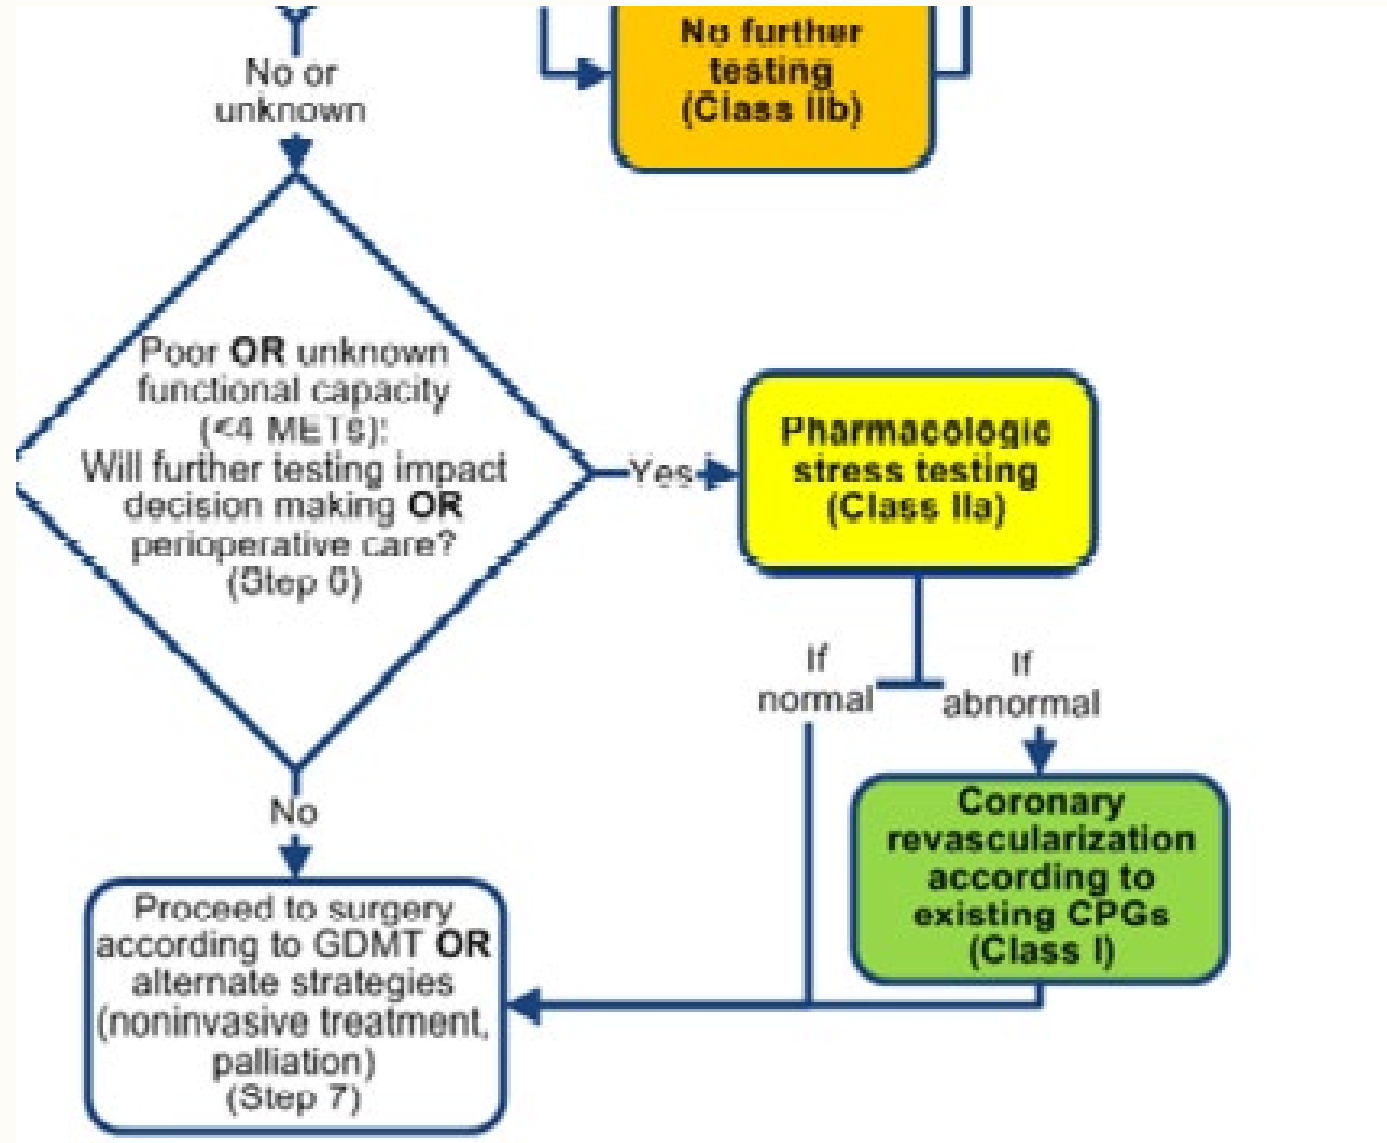 No further
testing
(Class IIb)
No or
unknown
Poor OR unknown
functional capacity
(<4 METs):
Will further testing impact
decision making OR
perioperative care?
(Step 6)
Yes
Pharmacologic
stress testing
(Class IIa)
If
normal
If
abnormal
No
Coronary
revascularization
according to
existing CPGs
(Class I)
Proceed to surgery
according to GDMT OR
alternate strategies
(noninvasive treatment,
palliation)
(Step 7)